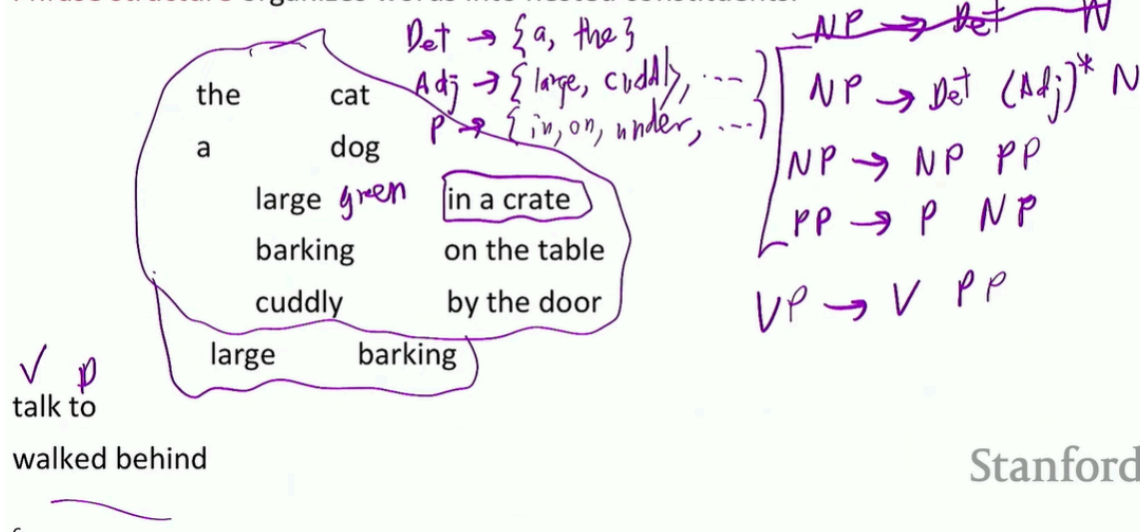 Phrase structure organizes words into nested constituents.
NP → Det N
Det → {a, the}
the cat
Adj → {large, cuddly, ...}
NP → Det (Adj)* N
P → {in, on, under, ...}
a dog
NP → NP PP
large green in a crate
PP → P NP
barking on the table
cuddly by the door
VP → V PP
large barking
V P
talk to
walked behind
Stanford